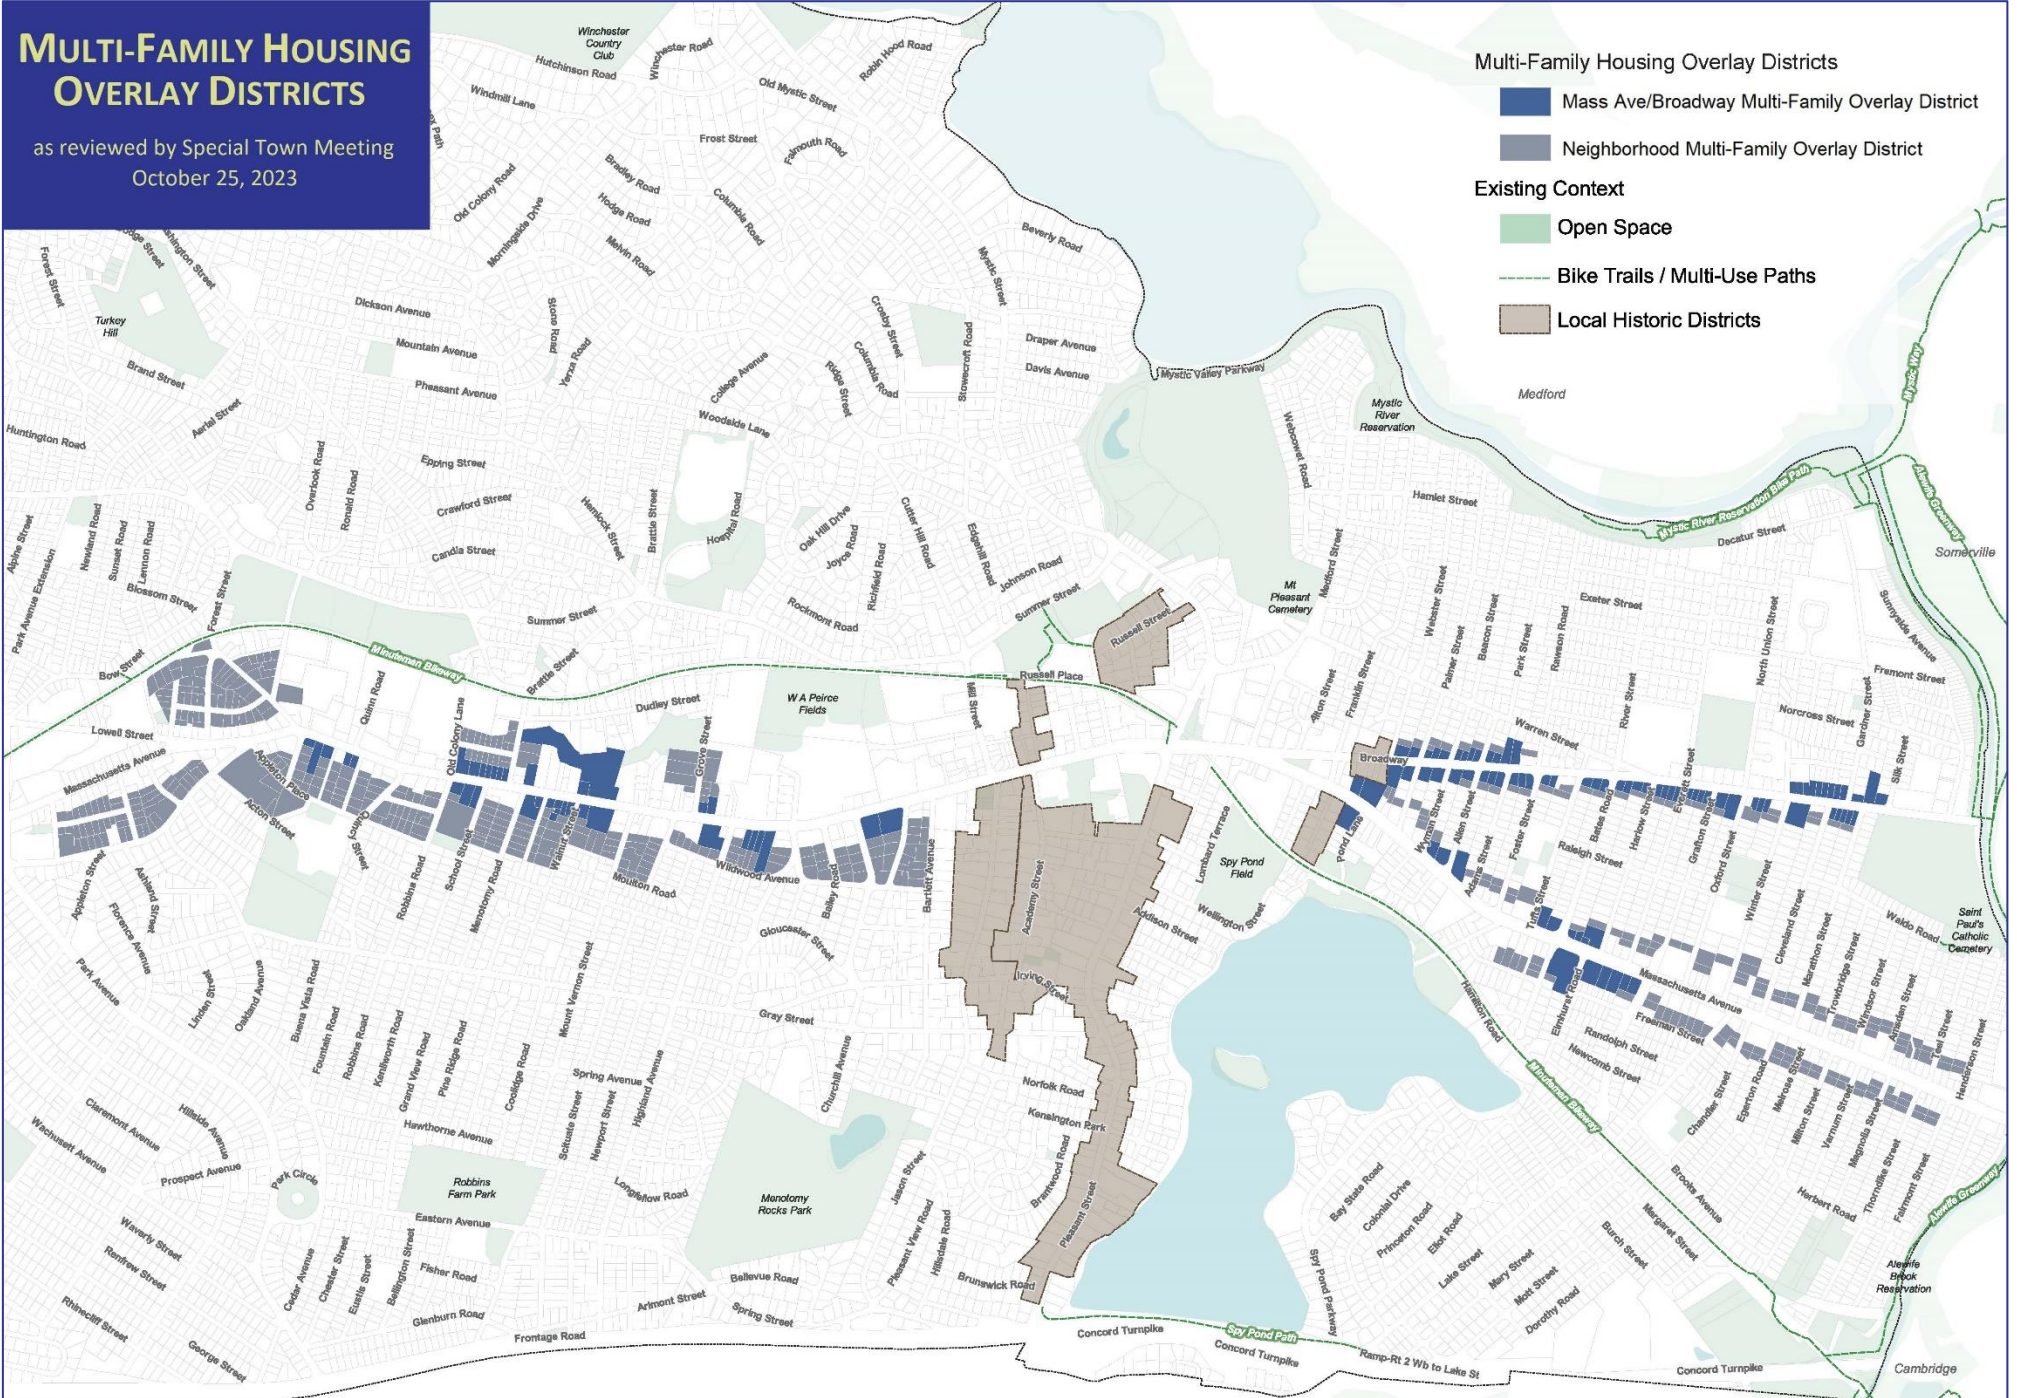 MULTI-FAMILY HOUSING
OVERLAY DISTRICTS
as reviewed by Special Town Meeting
October 25, 2023
Multi-Family Housing Overlay Districts
Mass Ave/Broadway Multi-Family Overlay District
Neighborhood Multi-Family Overlay District
Existing Context
Open Space
Bike Trails / Multi-Use Paths
Local Historic Districts
Winchester
Country
Club
Hutchinson Road
Winchester Road
Robin Hood Road
Windmill Lane
Old Mystic Street
Path
Frost Street
Falmouth Road
Bradley Road
Old Colony Road
Hodge Road
Columbia Road
Morningside Drive
Melvin Road
Beverly Road
Mystic Street
Forest Street
Turkey
Hill
Dickson Avenue
Stone Road
Crosby Street
Mountain Avenue
Yerxa Road
Columbia Road
Stowecroft Road
Draper Avenue
Davis Avenue
Mystic Valley Parkway
Brand Street
Pheasant Avenue
College Avenue
Ridge Street
Medford
Mystic Way
Mystic
River
Reservation
Aerial Street
Woodside Lane
Webcowet Road
Huntington Road
Overlook Road
Ronald Road
Epping Street
Crawford Street
Hemlock Street
Brattle Street
Hospital Road
Oak Hill Drive
Joyce Road
Cutter Hill Road
Edgehill Road
Hamlet Street
Mystic River Reservation Bike Path
Alewife Greenway
Decatur Street
Somerville
Alpine Street
Newland Road
Sunset Road
Lennon Road
Candia Street
Richfield Road
Johnson Road
Medford Street
Park Avenue Extension
Blossom Street
Forest Street
Summer Street
Rockmont Road
Summer Street
Mt
Pleasant
Cemetery
Webster Street
Palmer Street
Beacon Street
Park Street
Rawson Road
Exeter Street
North Union Street
Sunnyside Avenue
Russell Street
Bow Street
Minuteman Bikeway
Brattle Street
Russell Place
Fremont Street
Quinn Road
Old Colony Lane
Dudley Street
W A Peirce
Fields
Mill Street
Alton Street
Franklin Street
River Street
Norcross Street
Gardner Street
Lowell Street
Grove Street
Warren Street
Silk Street
Massachusetts Avenue
Appleton Place
Broadway
Everett Street
Acton Street
Quincy Street
School Street
Walnut Street
Lombard Terrace
Pond Lane
Wyman Street
Allen Street
Foster Street
Bates Road
Harlow Street
Grafton Street
Oxford Street
Raleigh Street
Robbins Road
Menotomy Road
Moulton Road
Wildwood Avenue
Bailey Road
Bartlett Avenue
Academy Street
Spy Pond
Field
Adams Street
Winter Street
Appleton Street
Ashland Street
Florence Avenue
Gloucester Street
Addison Street
Wellington Street
Tufts Street
Cleveland Street
Marathon Street
Trowbridge Street
Waldo Road
Saint
Paul's
Catholic
Cemetery
Park Avenue
Linden Street
Oakland Avenue
Buena Vista Road
Mount Vernon Street
Irving Street
Massachusetts Avenue
Windsor Street
Amsden Street
Teel Street
Henderson Street
Fountain Road
Robbins Road
Kenilworth Road
Grand View Road
Pine Ridge Road
Coolidge Road
Gray Street
Churchill Avenue
Hamilton Road
Elmhurst Road
Freeman Street
Randolph Street
Newcomb Street
Spring Avenue
Scituate Street
Newport Street
Highland Avenue
Norfolk Road
Kensington Park
Minuteman Bikeway
Chandler Street
Egerton Road
Melrose Street
Milton Street
Varnum Street
Magnolia Street
Thorndike Street
Fairmont Street
Claremont Avenue
Hillside Avenue
Wachusett Avenue
Hawthorne Avenue
Prospect Avenue
Park Circle
Robbins
Farm Park
Longfellow Road
Menotomy
Rocks Park
Jason Street
Brantwood Road
Pleasant Street
Bay State Road
Colonial Drive
Princeton Road
Eliot Road
Brooks Avenue
Herbert Road
Alewife Greenway
Eastern Avenue
Waverly Street
Renfrew Street
Cedar Avenue
Chester Street
Eustis Street
Bellington Street
Fisher Road
Pleasant View Road
Hillsdale Road
Brunswick Road
Bellevue Road
Spy Pond Parkway
Lake Street
Mary Street
Mott Street
Dorothy Road
Burch Street
Margaret Street
Alewife
Brook
Reservation
Rhinecliff Street
George Street
Glenburn Road
Frontage Road
Arlmont Street
Spring Street
Concord Turnpike
Spy Pond Path
Concord Turnpike
Ramp-Rt 2 Wb to Lake St
Concord Turnpike
Cambridge